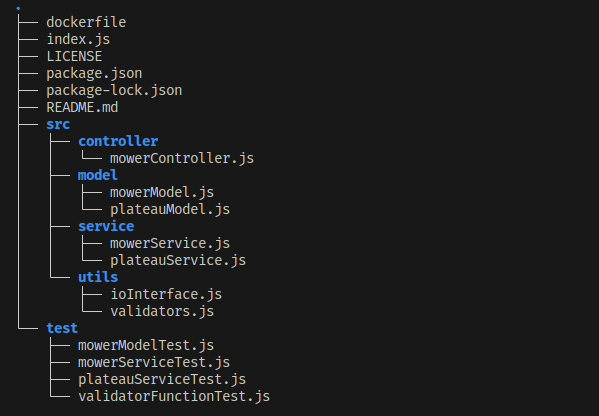 .
├── dockerfile
├── index.js
├── LICENSE
├── package.json
├── package-lock.json
├── README.md
├── src
│   ├── controller
│   │   └── mowerController.js
│   ├── model
│   │   ├── mowerModel.js
│   │   └── plateauModel.js
│   ├── service
│   │   ├── mowerService.js
│   │   └── plateauService.js
│   └── utils
│       ├── ioInterface.js
│       └── validators.js
└── test
    ├── mowerModelTest.js
    ├── mowerServiceTest.js
    ├── plateauServiceTest.js
    └── validatorFunctionTest.js